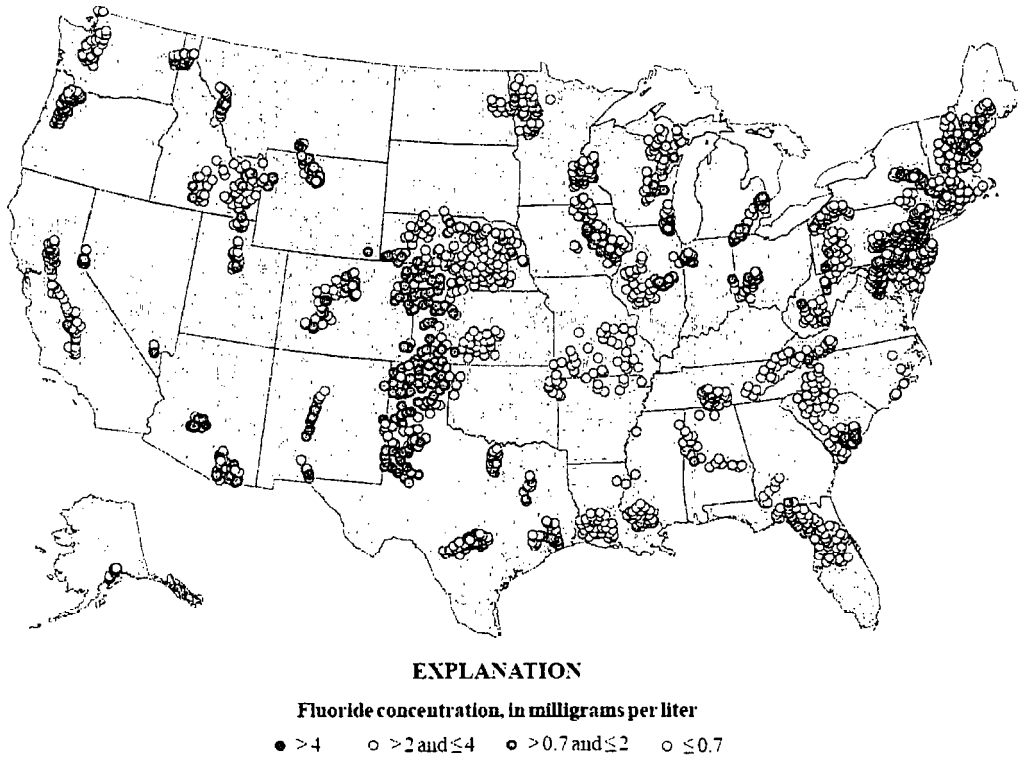 EXPLANATION
Fluoride concentration, in milligrams per liter
>4 >2 and ≤4 >0.7 and ≤2 ≤0.7